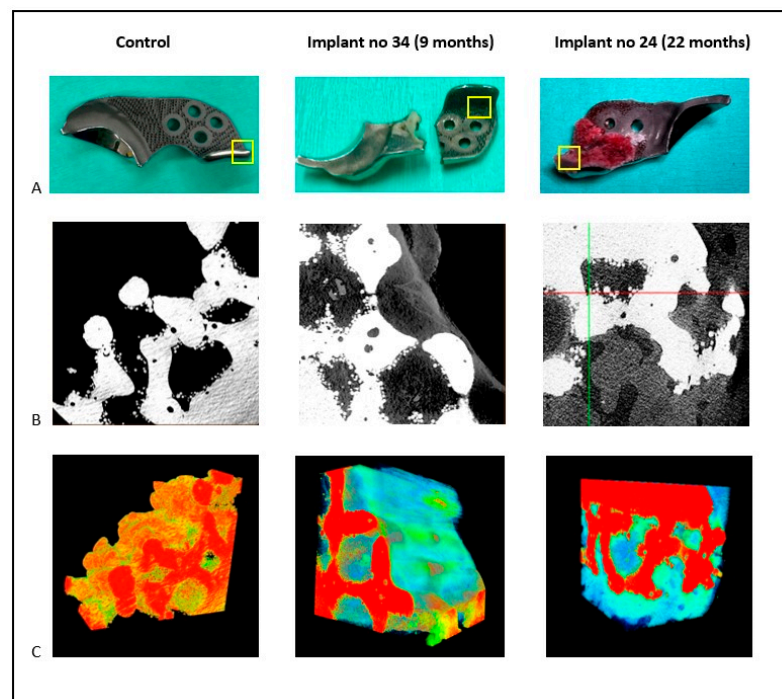 Control
Implant no 34 (9 months)
Implant no 24 (22 months)
A
B
C